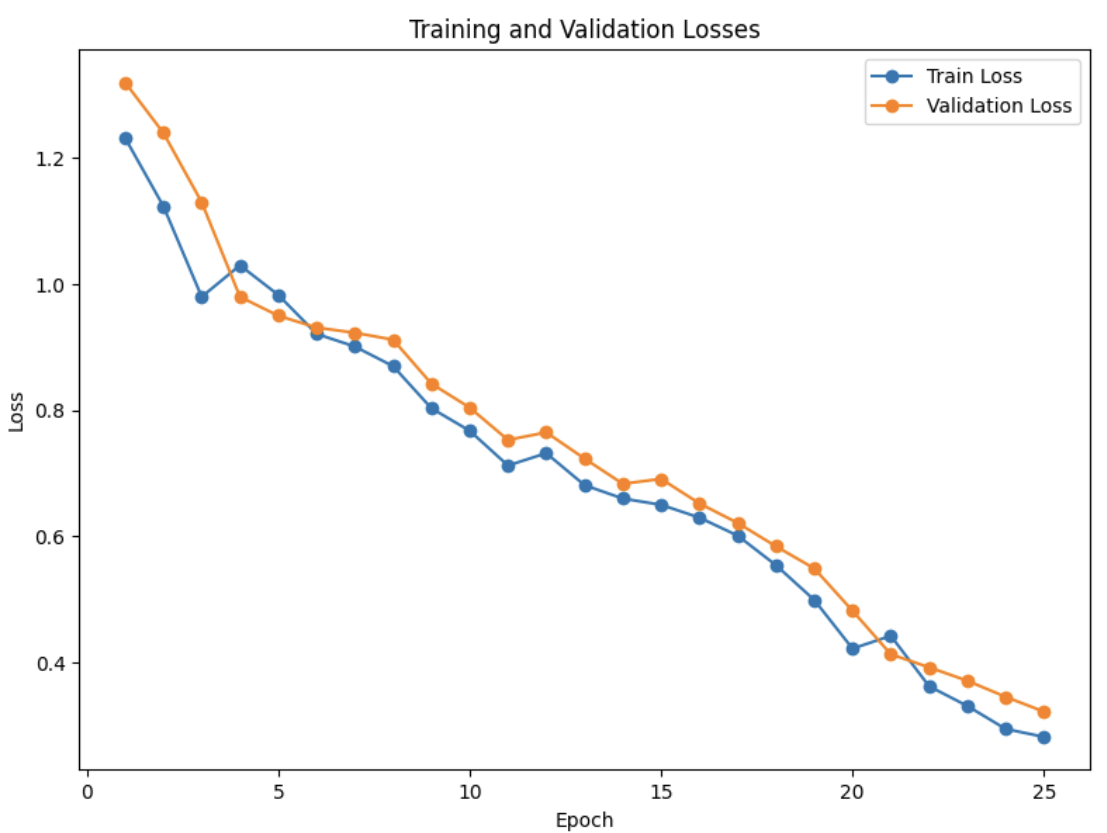 Training and Validation Losses
Train Loss
Validation Loss
1.2
1.0
0.8
0.6
0.4
Loss
0 5 10 15 20 25
Epoch